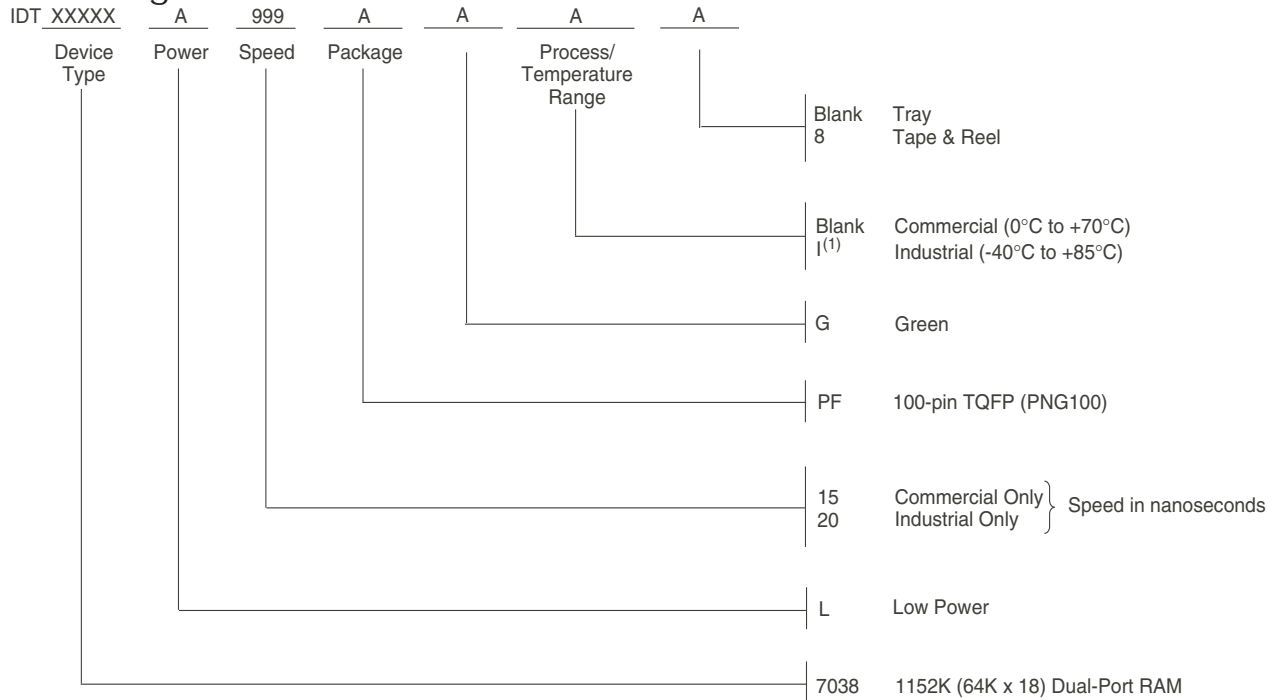 IDT XXXXX A 999 A A A A
Device Type
Power
Speed
Package
Process/
Temperature
Range
Blank Tray
8 Tape & Reel
Blank Commercial (0°C to +70°C)
I(1) Industrial (-40°C to +85°C)
G Green
PF 100-pin TQFP (PNG100)
15 Commercial Only
20 Industrial Only
Speed in nanoseconds
L Low Power
7038 1152K (64K x 18) Dual-Port RAM